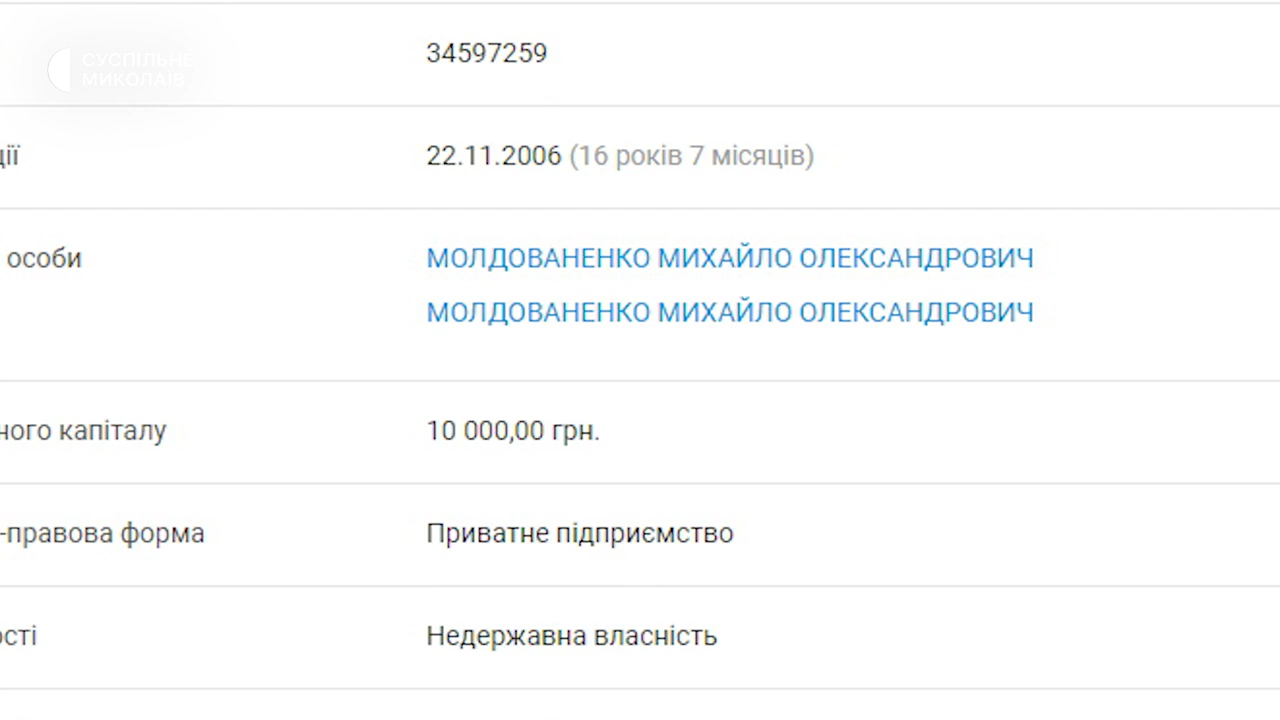 СУСПІЛЬНЕ
МИКОЛАЇВ
34597259
ції 22.11.2006 (16 років 7 місяців)
особи МОЛДОВАНЕНКО МИХАЙЛО ОЛЕКСАНДРОВИЧ
МОЛДОВАНЕНКО МИХАЙЛО ОЛЕКСАНДРОВИЧ
ного капіталу 10 000,00 грн.
-правова форма Приватне підприємство
ості Недержавна власність